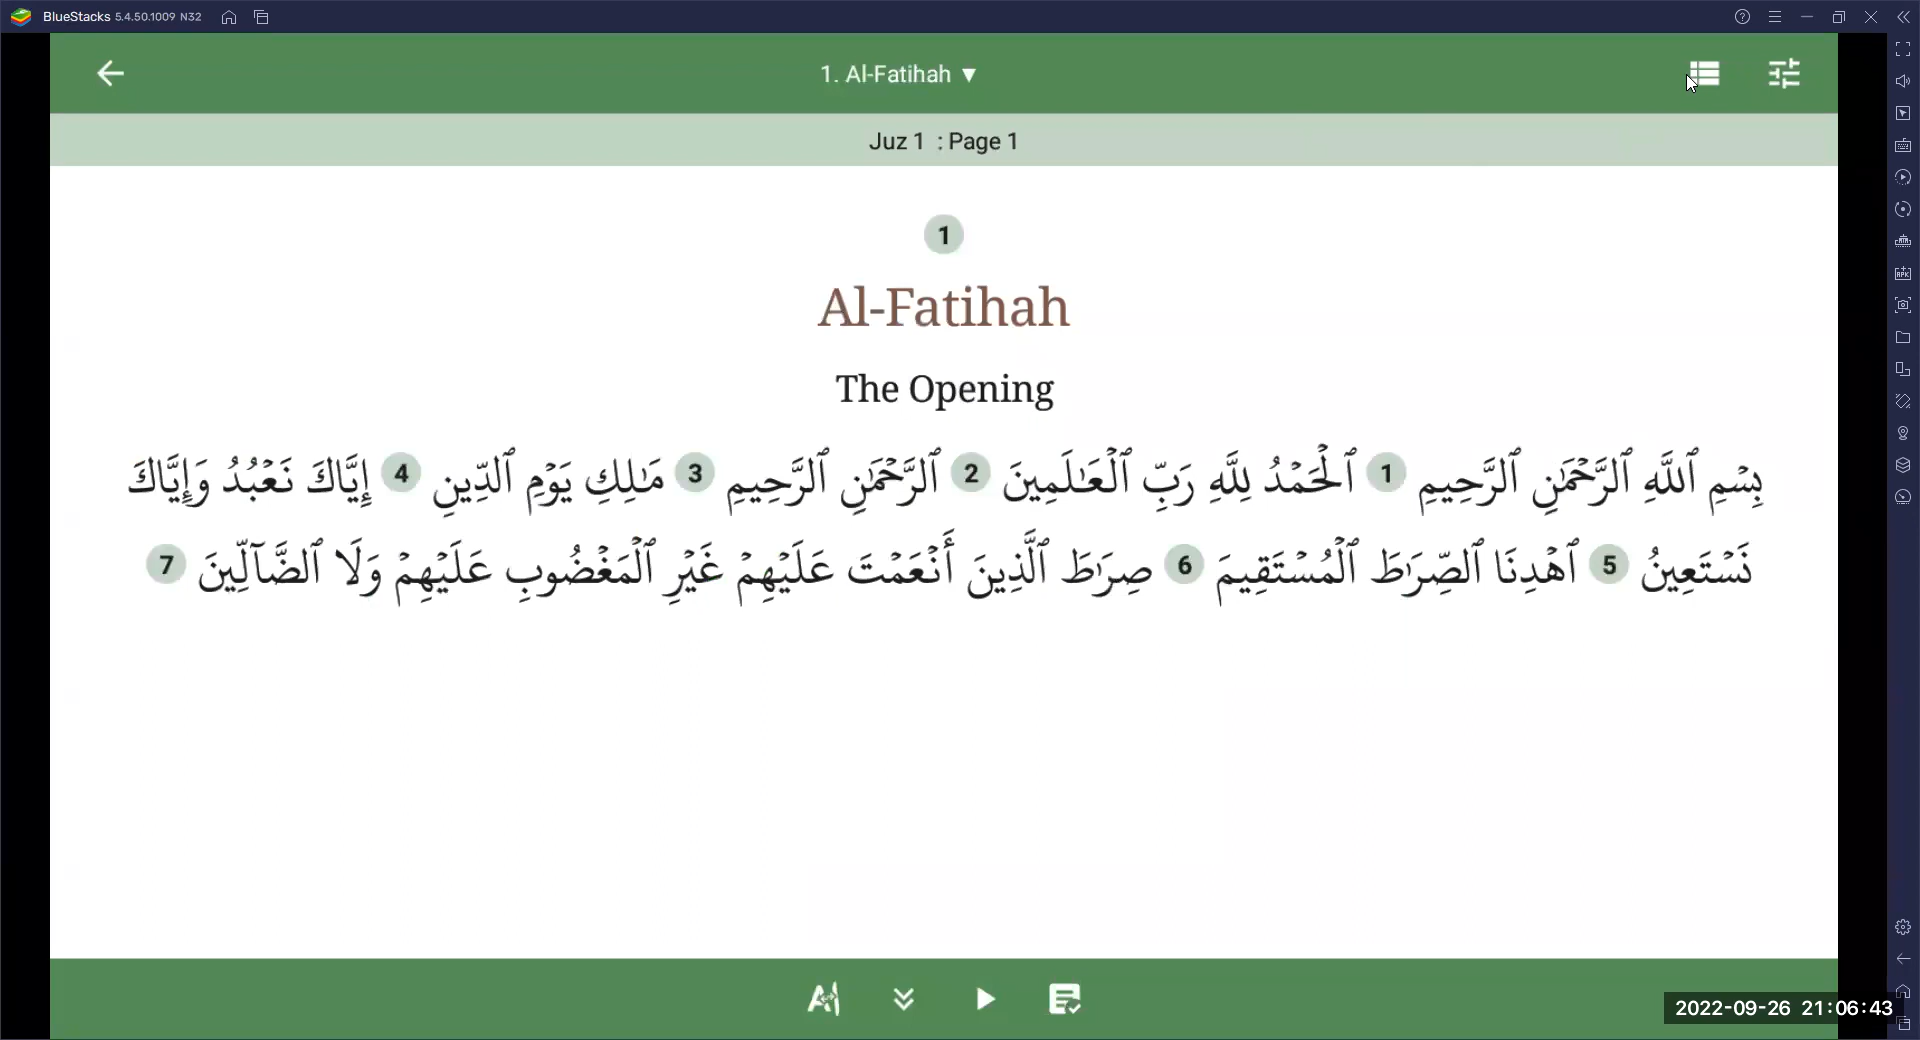 BlueStacks 5.4.50.1009 N32
1. Al-Fatihah ▼
Juz 1 : Page 1
1
Al-Fatihah
The Opening
بِسْمِ ٱللَّهِ ٱلرَّحْمَٰنِ ٱلرَّحِيمِ 1 ٱلْحَمْدُ لِلَّهِ رَبِّ ٱلْعَٰلَمِينَ 2 ٱلرَّحْمَٰنِ ٱلرَّحِيمِ 3 مَٰلِكِ يَوْمِ ٱلدِّينِ 4 إِيَّاكَ نَعْبُدُ وَإِيَّاكَ
نَسْتَعِينُ 5 ٱهْدِنَا ٱلصِّرَٰطَ ٱلْمُسْتَقِيمَ 6 صِرَٰطَ ٱلَّذِينَ أَنْعَمْتَ عَلَيْهِمْ غَيْرِ ٱلْمَغْضُوبِ عَلَيْهِمْ وَلَا ٱلضَّآلِّينَ 7
2022-09-26 21:06:43